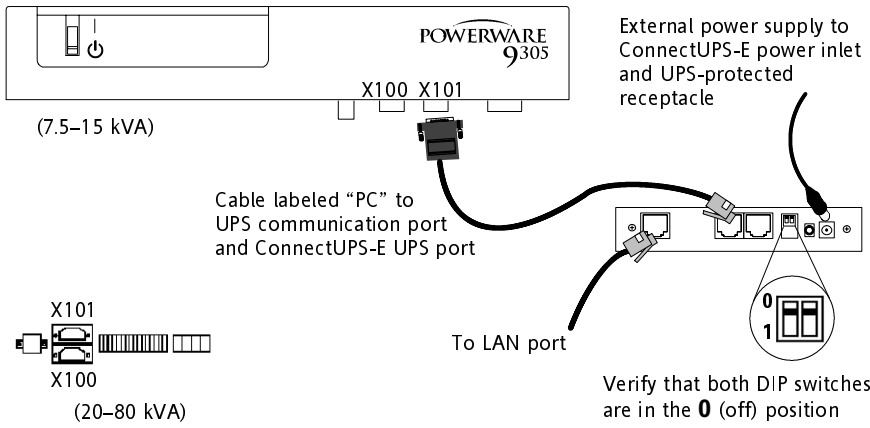 POWERWARE
9305
X100 X101
(7.5–15 kVA)
External power supply to
ConnectUPS-E power inlet
and UPS-protected
receptacle
Cable labeled “PC” to
UPS communication port
and ConnectUPS-E UPS port
0
1
To LAN port
Verify that both DIP switches
are in the 0 (off) position
X101
X100
(20–80 kVA)